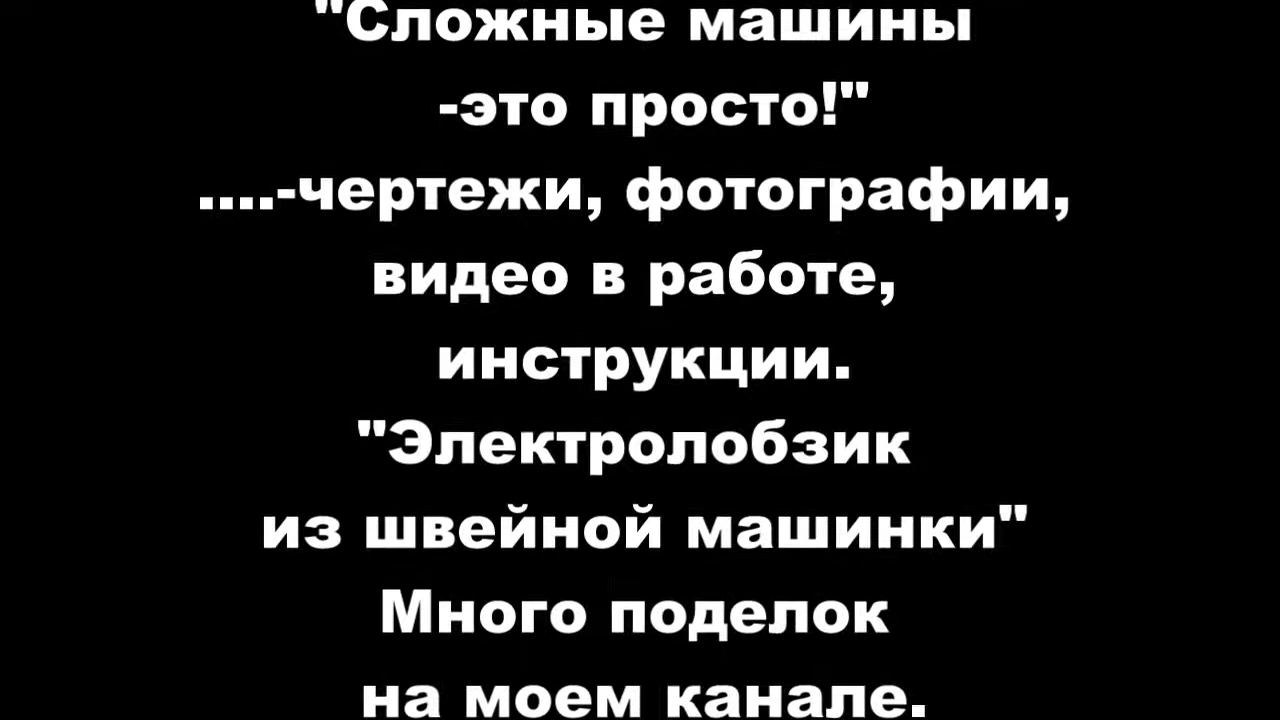 "Сложные машины
-это просто!"
....-чертежи, фотографии,
видео в работе,
инструкции.
"Электролобзик
из швейной машинки"
Много поделок
на моем канале.